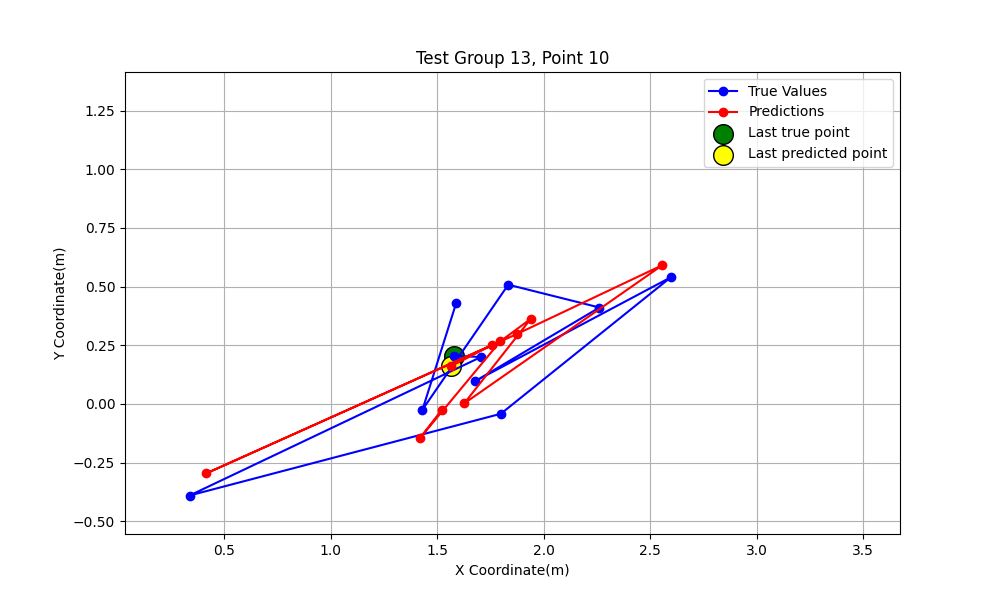 Test Group 13, Point 10
True Values
Predictions
Last true point
Last predicted point
Y Coordinate(m)
1.25
1.00
0.75
0.50
0.25
0.00
−0.25
−0.50
0.5 1.0 1.5 2.0 2.5 3.0 3.5
X Coordinate(m)